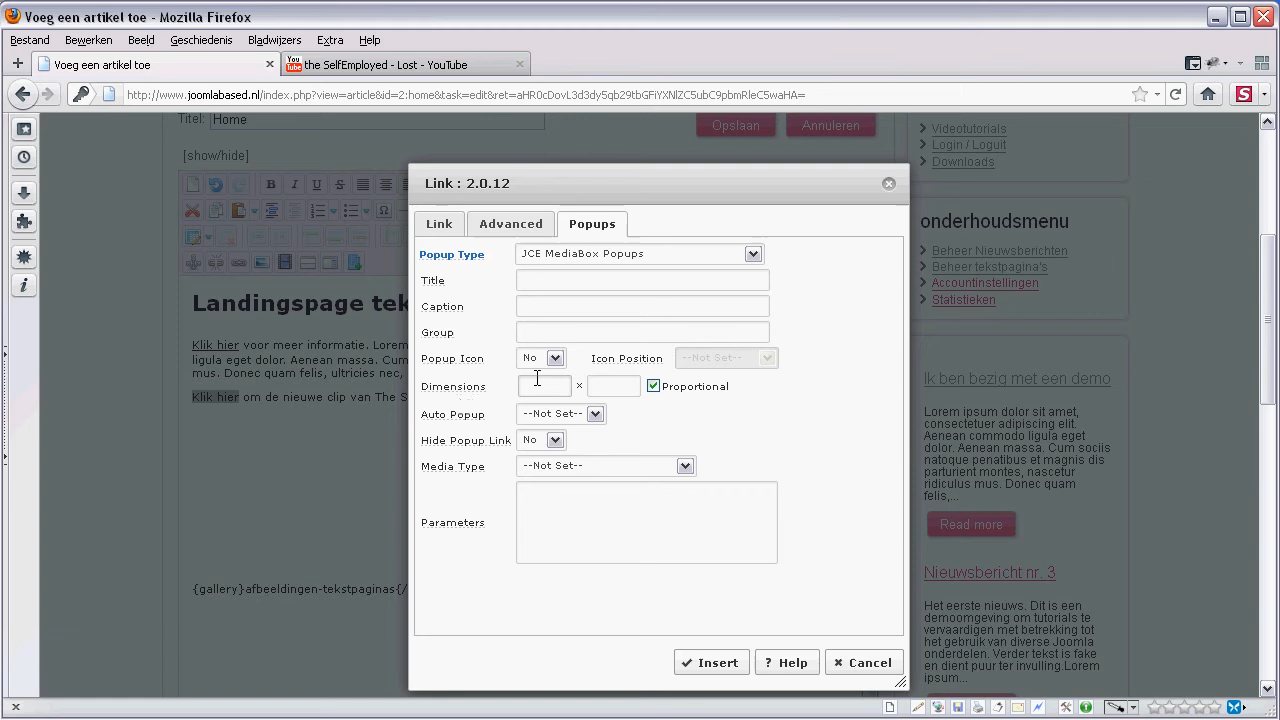 Voeg een artikel toe - Mozilla Firefox
Bestand Bewerken Beeld Geschiedenis Bladwijzers Extra Help
Voeg een artikel toe
You Tube the SelfEmployed - Lost - YouTube
http://www.joomlabased.nl/index.php?view=article&id=2:home&task=edit&ret=aHR0cDovL3d3dy5qb29tbGFiYXNlZC5ubC9pbmRleC5waHA=
Titel: Home
Opslaan Annuleren
[show/hide]
Landingspage tek
Klik hier voor meer informatie. Lorem
ligula eget dolor. Aenean massa. Cum
Donec quam felis, ultricies nec,
Klik hier om de nieuwe clip van The S
{gallery}afbeeldingen-tekstpaginas{/
Link : 2.0.12
Link Advanced Popups
Popup Type JCE MediaBox Popups
Title
Caption
Group
Popup Icon No Icon Position --Not Set--
Dimensions × Proportional
Auto Popup --Not Set--
Hide Popup Link No
Media Type --Not Set--
Parameters
Insert ? Help Cancel
Videotutorials
Login / Loguit
Downloads
onderhoudsmenu
Beheer Nieuwsberichten
Beheer tekstpagina's
Accountinstellingen
Statistieken
Ik ben bezig met een demo
Lorem ipsum dolor sit amet,
consectetuer adipiscing elit.
Aenean commodo ligula eget
dolor. Aenean massa. Cum sociis
natoque penatibus et magnis dis
parturient montes, nascetur
ridiculus mus. Donec quam
felis,...
Read more
Nieuwsbericht nr. 3
Het eerste nieuws. Dit is een
demoomgeving om tutorials te
vervaardigen met betrekking tot
het gebruik van diverse Joomla
onderdelen. Verder tekst is fake
en dient puur ter invulling.Lorem
ipsum...